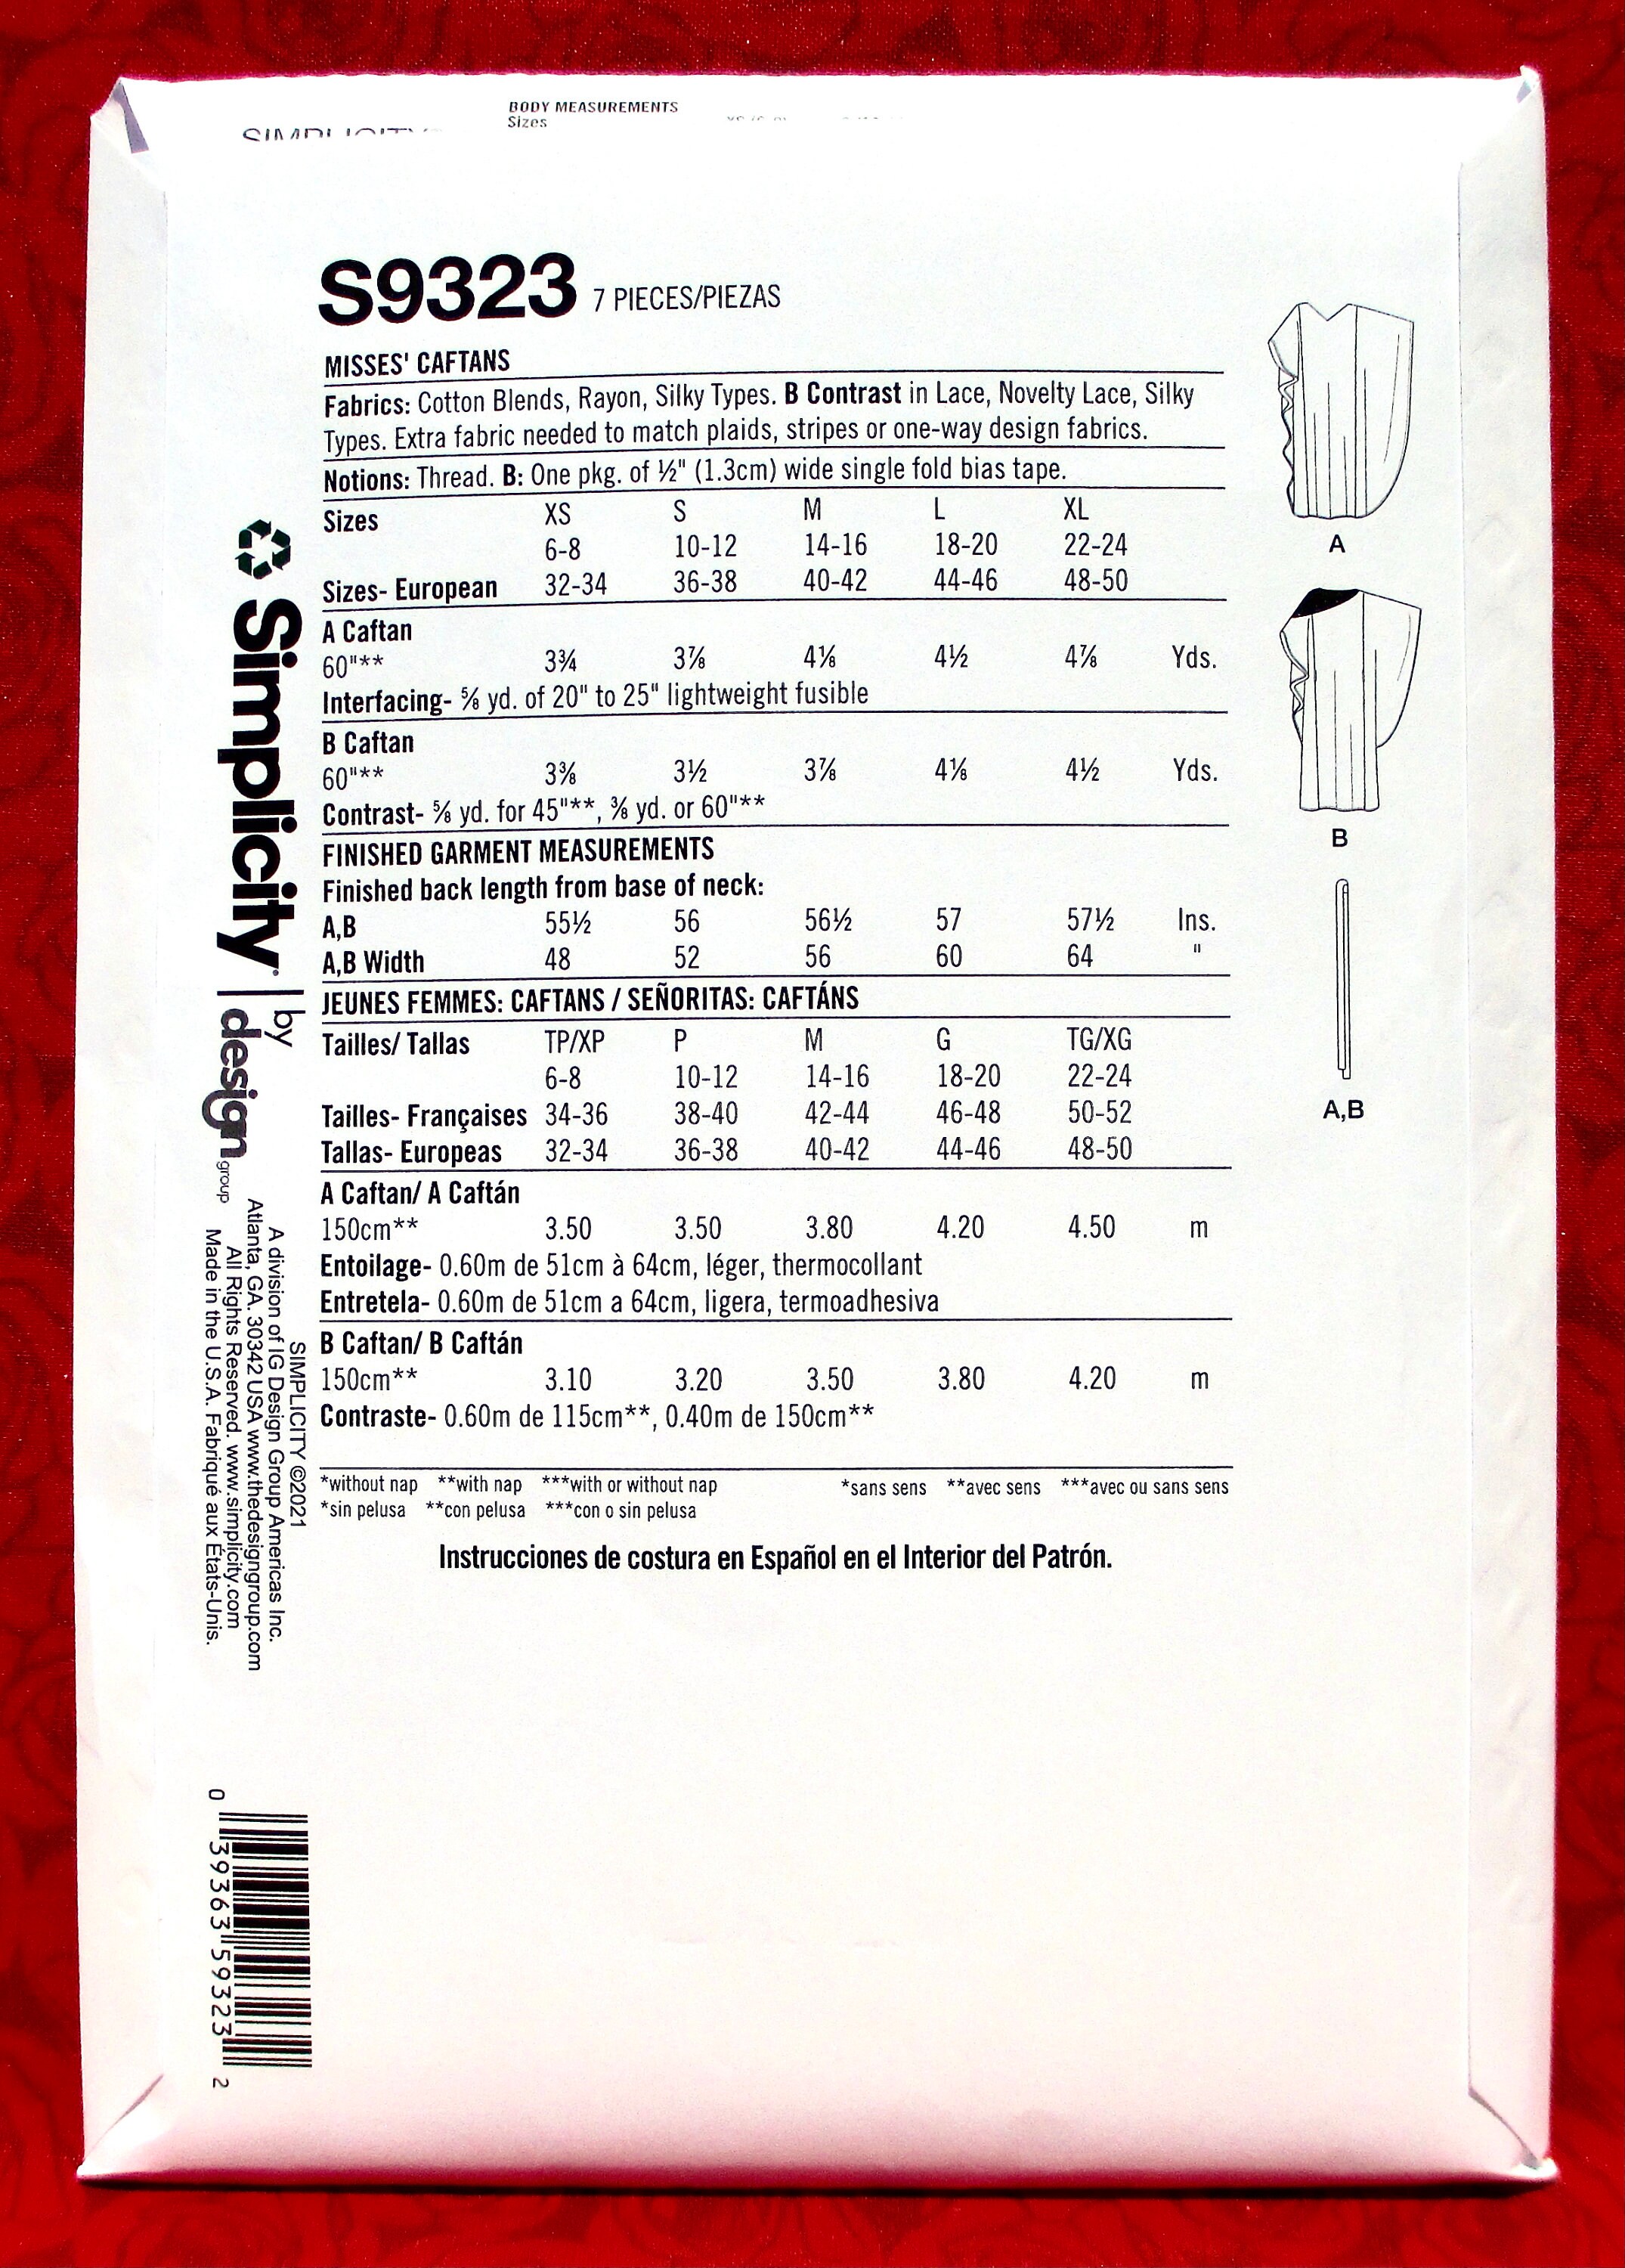 BODY MEASUREMENTS
Sizes
SIMPLICITY
S9323 7 PIECES/PIEZAS
MISSES' CAFTANS
Fabrics: Cotton Blends, Rayon, Silky Types. B Contrast in Lace, Novelty Lace, Silky
Types. Extra fabric needed to match plaids, stripes or one-way design fabrics.
Notions: Thread. B: One pkg. of ½" (1.3cm) wide single fold bias tape.
Sizes XS S M L XL
6-8 10-12 14-16 18-20 22-24
Sizes- European 32-34 36-38 40-42 44-46 48-50
A Caftan
60"** 3¾ 3⅞ 4⅛ 4½ 4⅞ Yds.
Interfacing- ⅝ yd. of 20" to 25" lightweight fusible
B Caftan
60"** 3⅜ 3½ 3⅞ 4⅛ 4½ Yds.
Contrast- ⅝ yd. for 45"**, ⅜ yd. or 60"**
FINISHED GARMENT MEASUREMENTS
Finished back length from base of neck:
A,B 55½ 56 56½ 57 57½ Ins.
A,B Width 48 52 56 60 64 "
JEUNES FEMMES: CAFTANS / SEÑORITAS: CAFTÁNS
Tailles/ Tallas TP/XP P M G TG/XG
6-8 10-12 14-16 18-20 22-24
Tailles- Françaises 34-36 38-40 42-44 46-48 50-52
Tallas- Europeas 32-34 36-38 40-42 44-46 48-50
A Caftan/ A Caftán
150cm** 3.50 3.50 3.80 4.20 4.50 m
Entoilage- 0.60m de 51cm à 64cm, léger, thermocollant
Entretela- 0.60m de 51cm a 64cm, ligera, termoadhesiva
B Caftan/ B Caftán
150cm** 3.10 3.20 3.50 3.80 4.20 m
Contraste- 0.60m de 115cm**, 0.40m de 150cm**
*without nap **with nap ***with or without nap *sans sens **avec sens ***avec ou sans sens
*sin pelusa **con pelusa ***con o sin pelusa
Instrucciones de costura en Español en el Interior del Patrón.
A
B
A,B
Simplicity® | by
design
group
SIMPLICITY ©2021
A division of IG Design Group Americas Inc.
Atlanta, GA. 30342 USA www.thedesigngroup.com
All Rights Reserved. www.simplicity.com
Made in the U.S.A. Fabriqué aux États-Unis.
0 39363 59323 2